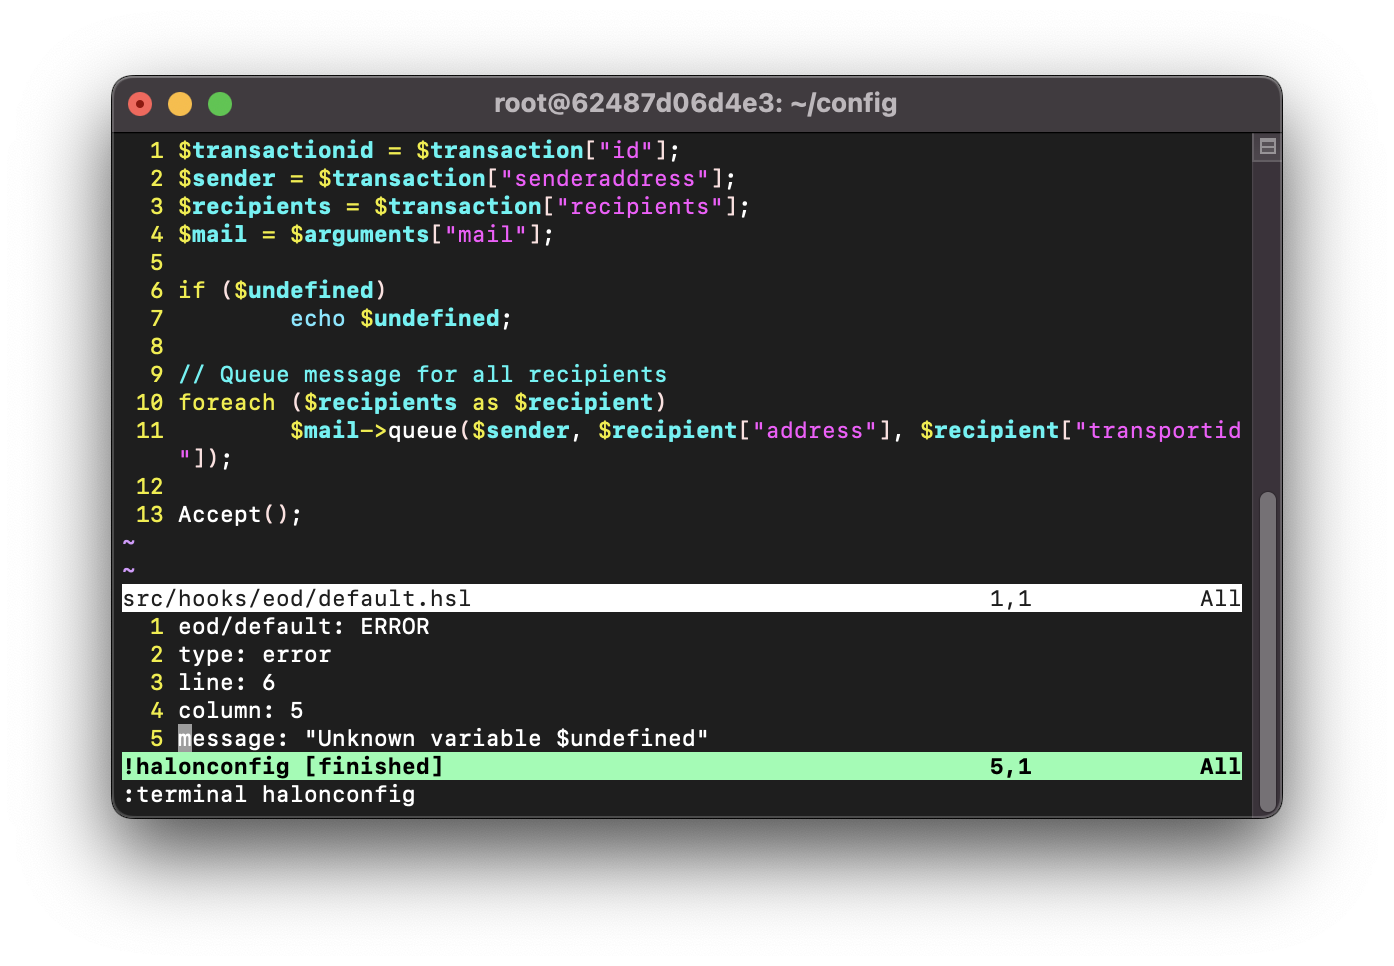 root@62487d06d4e3: ~/config
1 $transactionid = $transaction["id"];
2 $sender = $transaction["senderaddress"];
3 $recipients = $transaction["recipients"];
4 $mail = $arguments["mail"];
5
6 if ($undefined)
7         echo $undefined;
8
9 // Queue message for all recipients
10 foreach ($recipients as $recipient)
11         $mail->queue($sender, $recipient["address"], $recipient["transportid
"]);
12
13 Accept();
~
~
src/hooks/eod/default.hsl 1,1 All
1 eod/default: ERROR
2 type: error
3 line: 6
4 column: 5
5 message: "Unknown variable $undefined"
!halonconfig [finished] 5,1 All
:terminal halonconfig